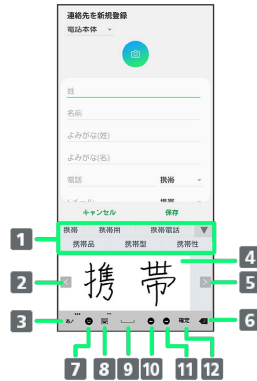 連絡先を新規登録
電話本体
姓
名前
よみがな(姓)
よみがな(名)
電話 携帯
キャンセル 保存
携帯 携帯用 携帯電話 ▼
携帯品 携帯型 携帯性
1
4
2 < 携 帯 > 5
3 あ/ 確定 6
7 8 9 10 11 12